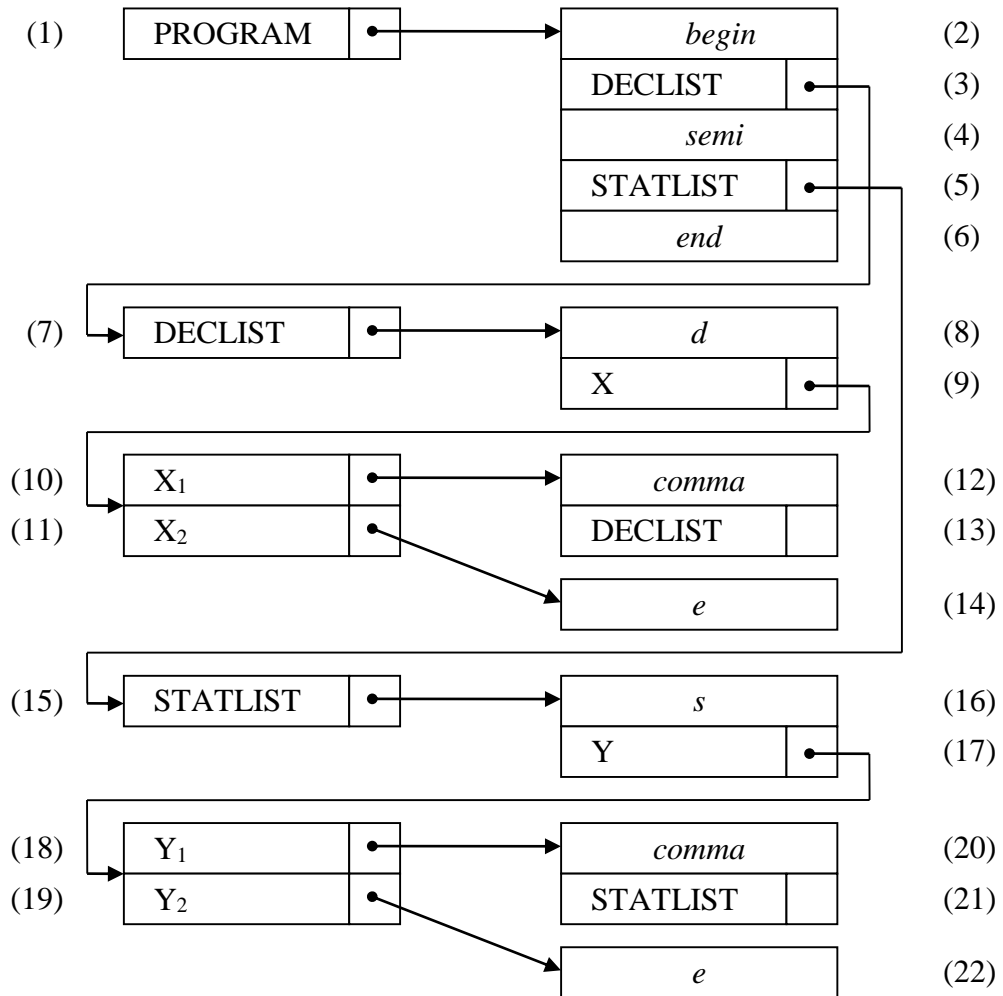 (1) PROGRAM begin (2)
DECLIST (3)
semi (4)
STATLIST (5)
end (6)
(7) DECLIST d (8)
X (9)
(10) X₁ comma (12)
(11) X₂ DECLIST (13)
e (14)
(15) STATLIST s (16)
Y (17)
(18) Y₁ comma (20)
(19) Y₂ STATLIST (21)
e (22)